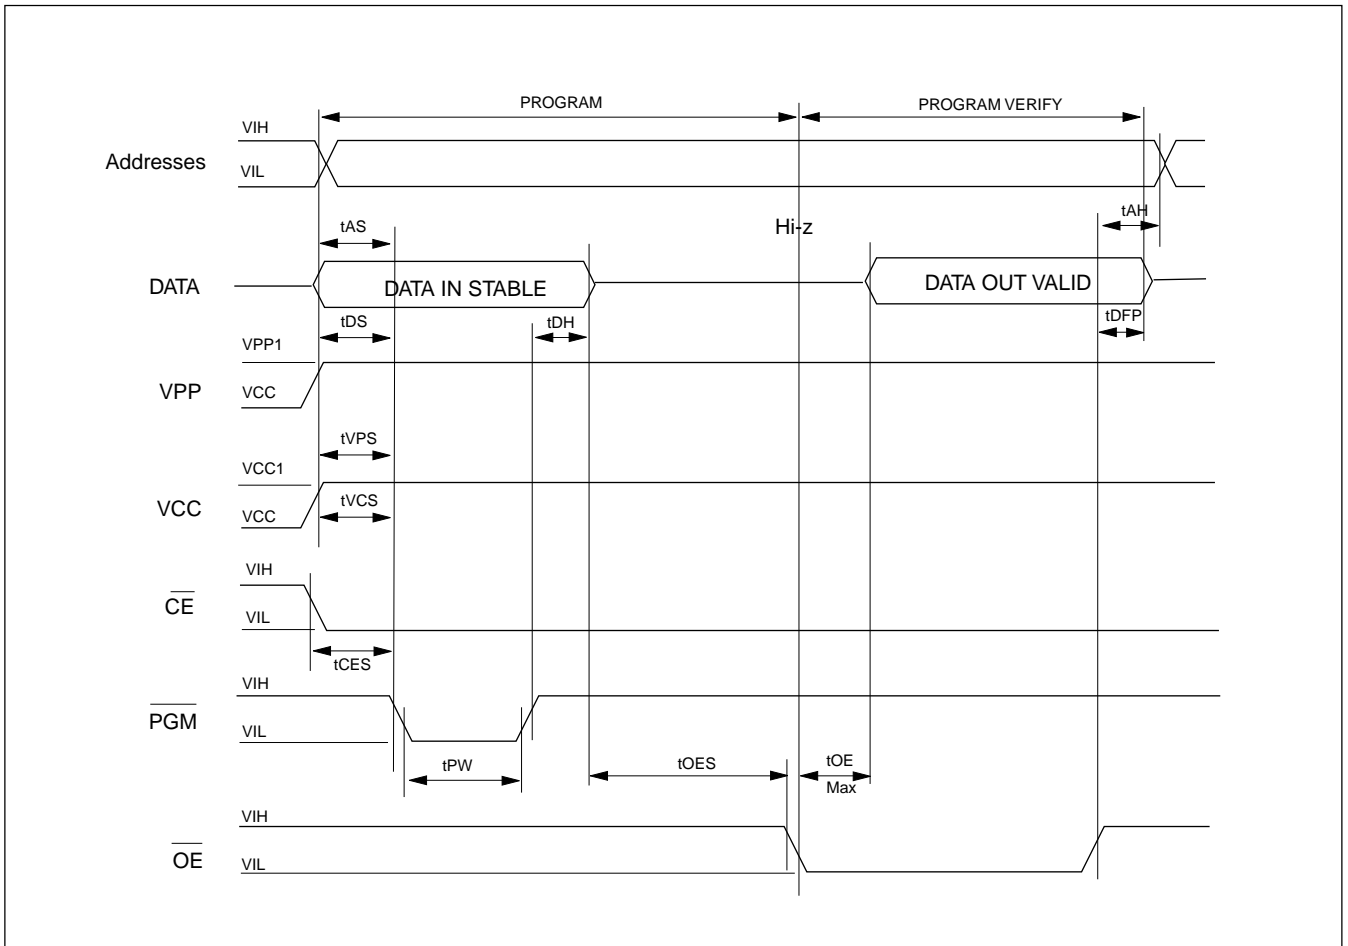 PROGRAM
PROGRAM VERIFY
VIH
Addresses
VIL
tAS
Hi-z
tAH
DATA
DATA IN STABLE
DATA OUT VALID
tDS
tDH
tDFP
VPP1
VPP
VCC
tVPS
VCC1
VCC
tVCS
VCC
VIH
CE
VIL
tCES
VIH
PGM
VIL
tPW
tOES
tOE
Max
VIH
OE
VIL